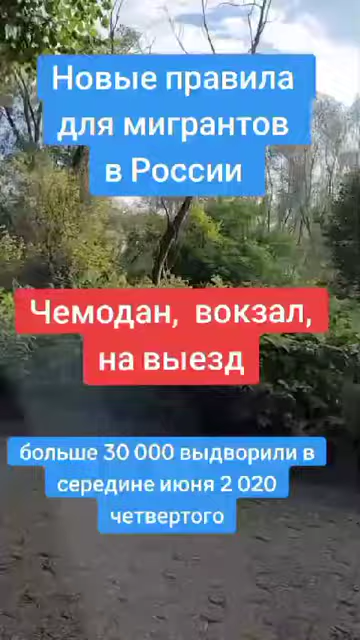 Новые правила
для мигрантов
в России
Чемодан, вокзал,
на выезд
больше 30 000 выдворили в
середине июня 2 020
четвертого